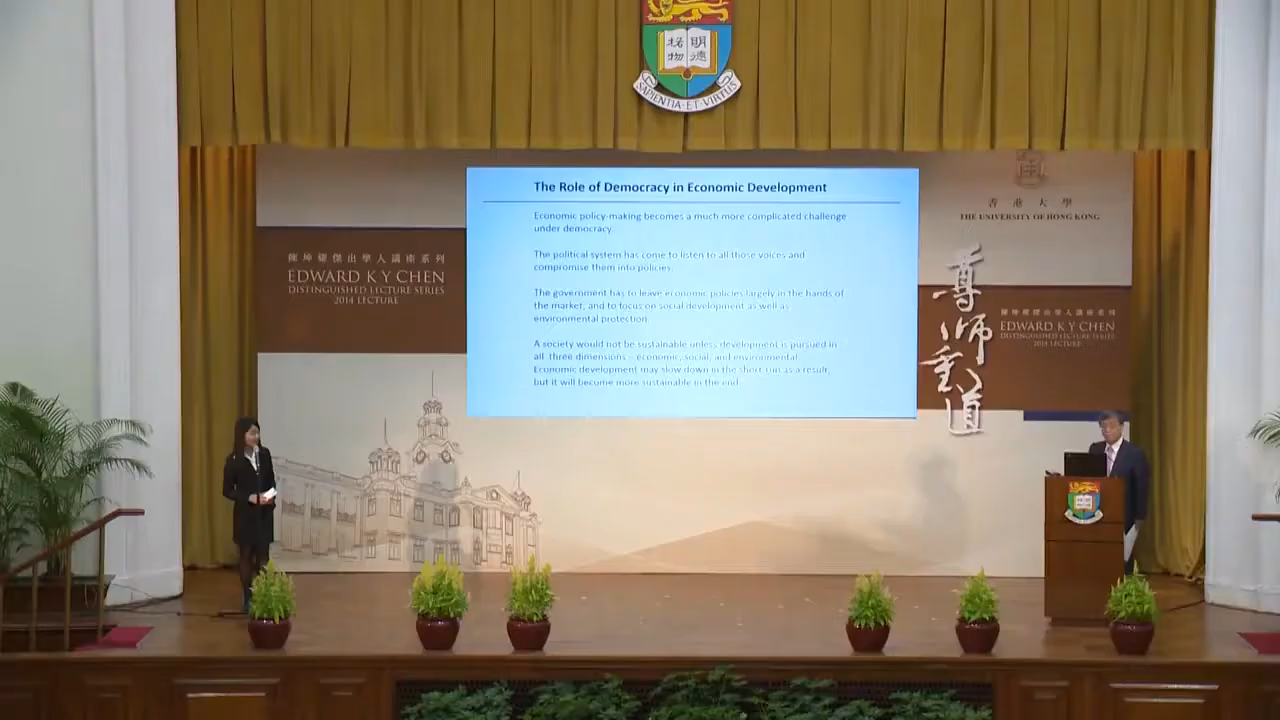 明德
格物
SAPIENTIA·ET·VIRTUS
The Role of Democracy in Economic Development
Economic policy-making becomes a much more complicated challenge
under democracy.
The political system has come to listen to all those voices and
compromise them into policies.
The government has to leave economic policies largely in the hands of
the market, and to focus on social development as well as
environmental protection.
A society would not be sustainable unless development is pursued in
all three dimensions – economic, social, and environmental.
Economic development may slow down in the short run as a result,
but it will become more sustainable in the end.
陳坤耀傑出學人講座系列
EDWARD K Y CHEN
DISTINGUISHED LECTURE SERIES
2014 LECTURE
香港大學
THE UNIVERSITY OF HONG KONG
尊師重道
陳坤耀傑出學人講座系列
EDWARD K Y CHEN
DISTINGUISHED LECTURE SERIES
2014 LECTURE